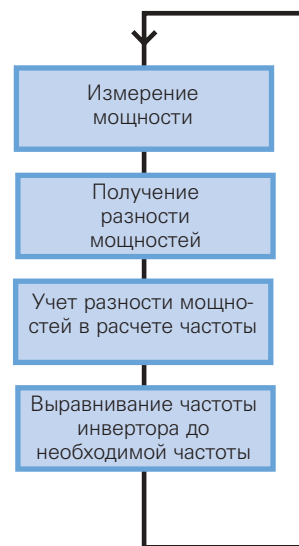 Измерение
мощности
Получение
разности
мощностей
Учет разности мощно-
стей в расчете частоты
Выравнивание частоты
инвертора до
необходимой частоты